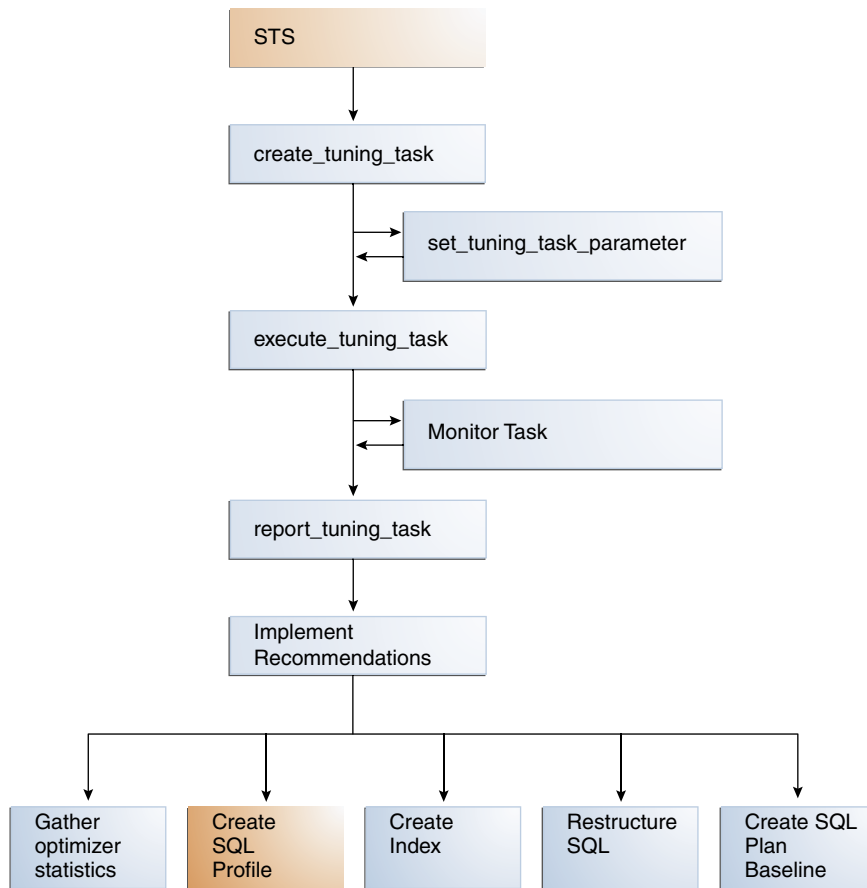 STS
create_tuning_task
set_tuning_task_parameter
execute_tuning_task
Monitor Task
report_tuning_task
Implement
Recommendations
Gather
optimizer
statistics
Create
SQL
Profile
Create
Index
Restructure
SQL
Create SQL
Plan
Baseline